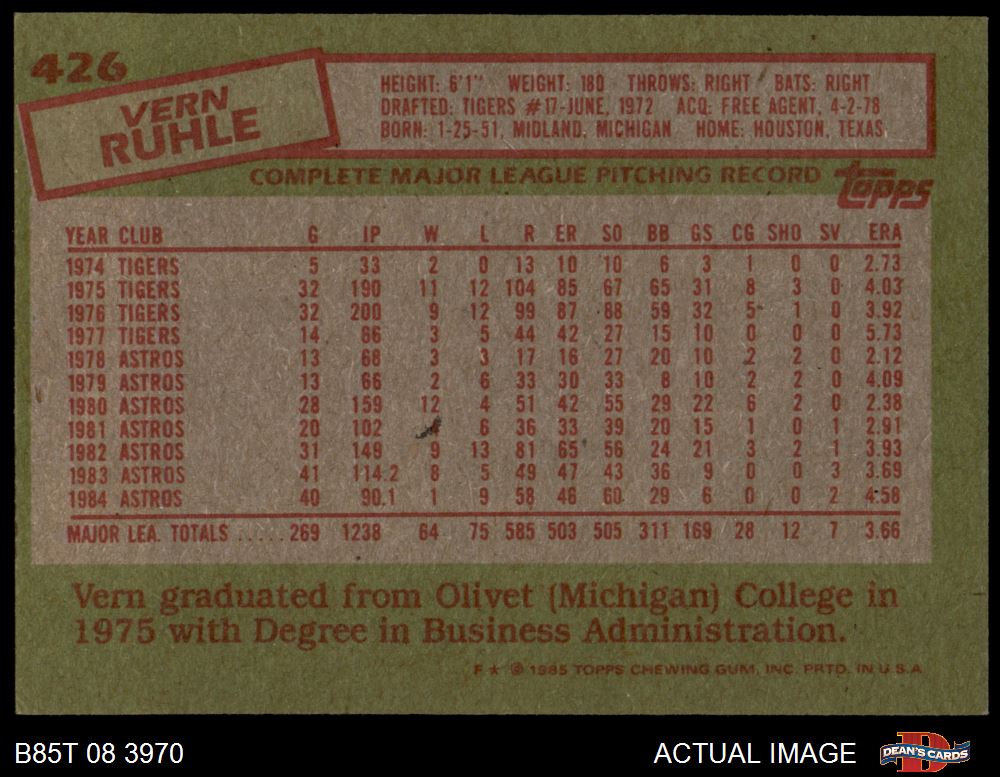 426
VERN
RUHLE
HEIGHT: 6'1" WEIGHT: 180 THROWS: RIGHT BATS: RIGHT
DRAFTED: TIGERS #17-JUNE, 1972 ACQ: FREE AGENT, 4-2-78
BORN: 1-25-51, MIDLAND, MICHIGAN HOME: HOUSTON, TEXAS
COMPLETE MAJOR LEAGUE PITCHING RECORD topps
YEAR CLUB G IP W L R ER SO BB GS CG SHO SV ERA
1974 TIGERS 5 33 2 0 13 10 10 6 3 1 0 0 2.73
1975 TIGERS 32 190 11 12 104 85 67 65 31 8 3 0 4.03
1976 TIGERS 32 200 9 12 99 87 88 59 32 5 1 0 3.92
1977 TIGERS 14 66 3 5 44 42 27 15 10 0 0 0 5.73
1978 ASTROS 13 68 3 3 17 16 27 20 10 2 2 0 2.12
1979 ASTROS 13 66 2 6 33 30 33 8 10 2 2 0 4.09
1980 ASTROS 28 159 12 4 51 42 55 29 22 6 2 0 2.38
1981 ASTROS 20 102 6 36 33 39 20 15 1 0 1 2.91
1982 ASTROS 31 149 9 13 81 65 56 24 21 3 2 1 3.93
1983 ASTROS 41 114.2 8 5 49 47 43 36 9 0 0 3 3.69
1984 ASTROS 40 90.1 1 9 58 46 60 29 6 0 0 2 4.58
MAJOR LEA. TOTALS ..... 269 1238 64 75 585 503 505 311 169 28 12 7 3.66
Vern graduated from Olivet (Michigan) College in
1975 with Degree in Business Administration.
F ★ © 1985 TOPPS CHEWING GUM, INC. PRTD. IN U.S.A
B85T 08 3970 ACTUAL IMAGE DEAN'S CARDS